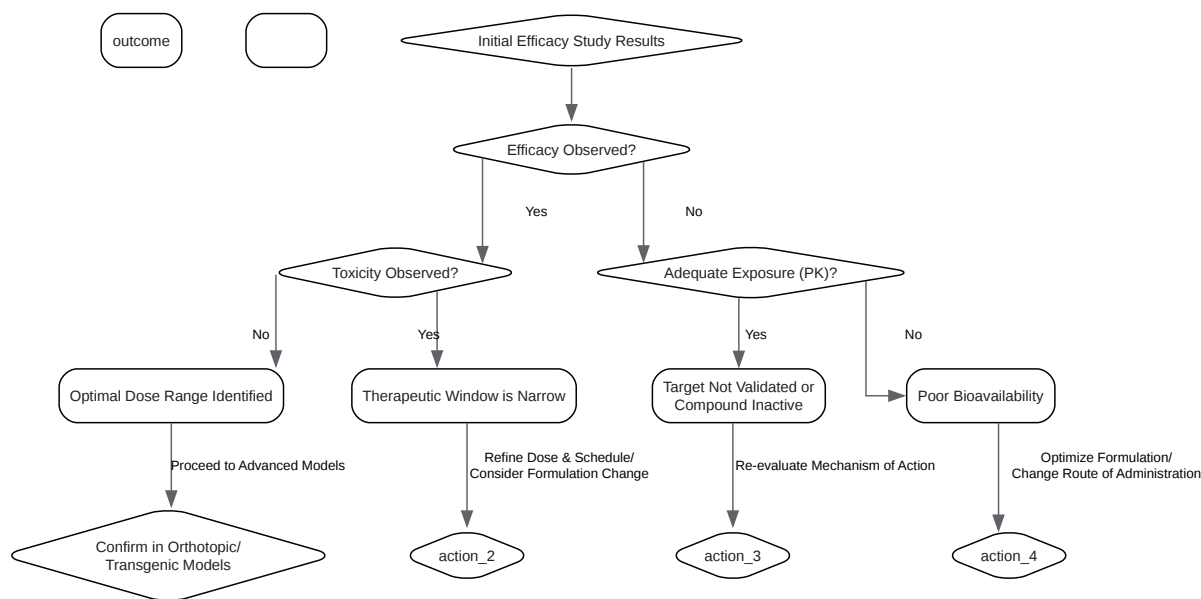 outcome
Initial Efficacy Study Results
Efficacy Observed?
Yes
No
Toxicity Observed?
Adequate Exposure (PK)?
No
Yes
Yes
No
Optimal Dose Range Identified
Therapeutic Window is Narrow
Target Not Validated or
Compound Inactive
Poor Bioavailability
Proceed to Advanced Models
Refine Dose & Schedule/
Consider Formulation Change
Re-evaluate Mechanism of Action
Optimize Formulation/
Change Route of Administration
Confirm in Orthotopic/
Transgenic Models
action_2
action_3
action_4